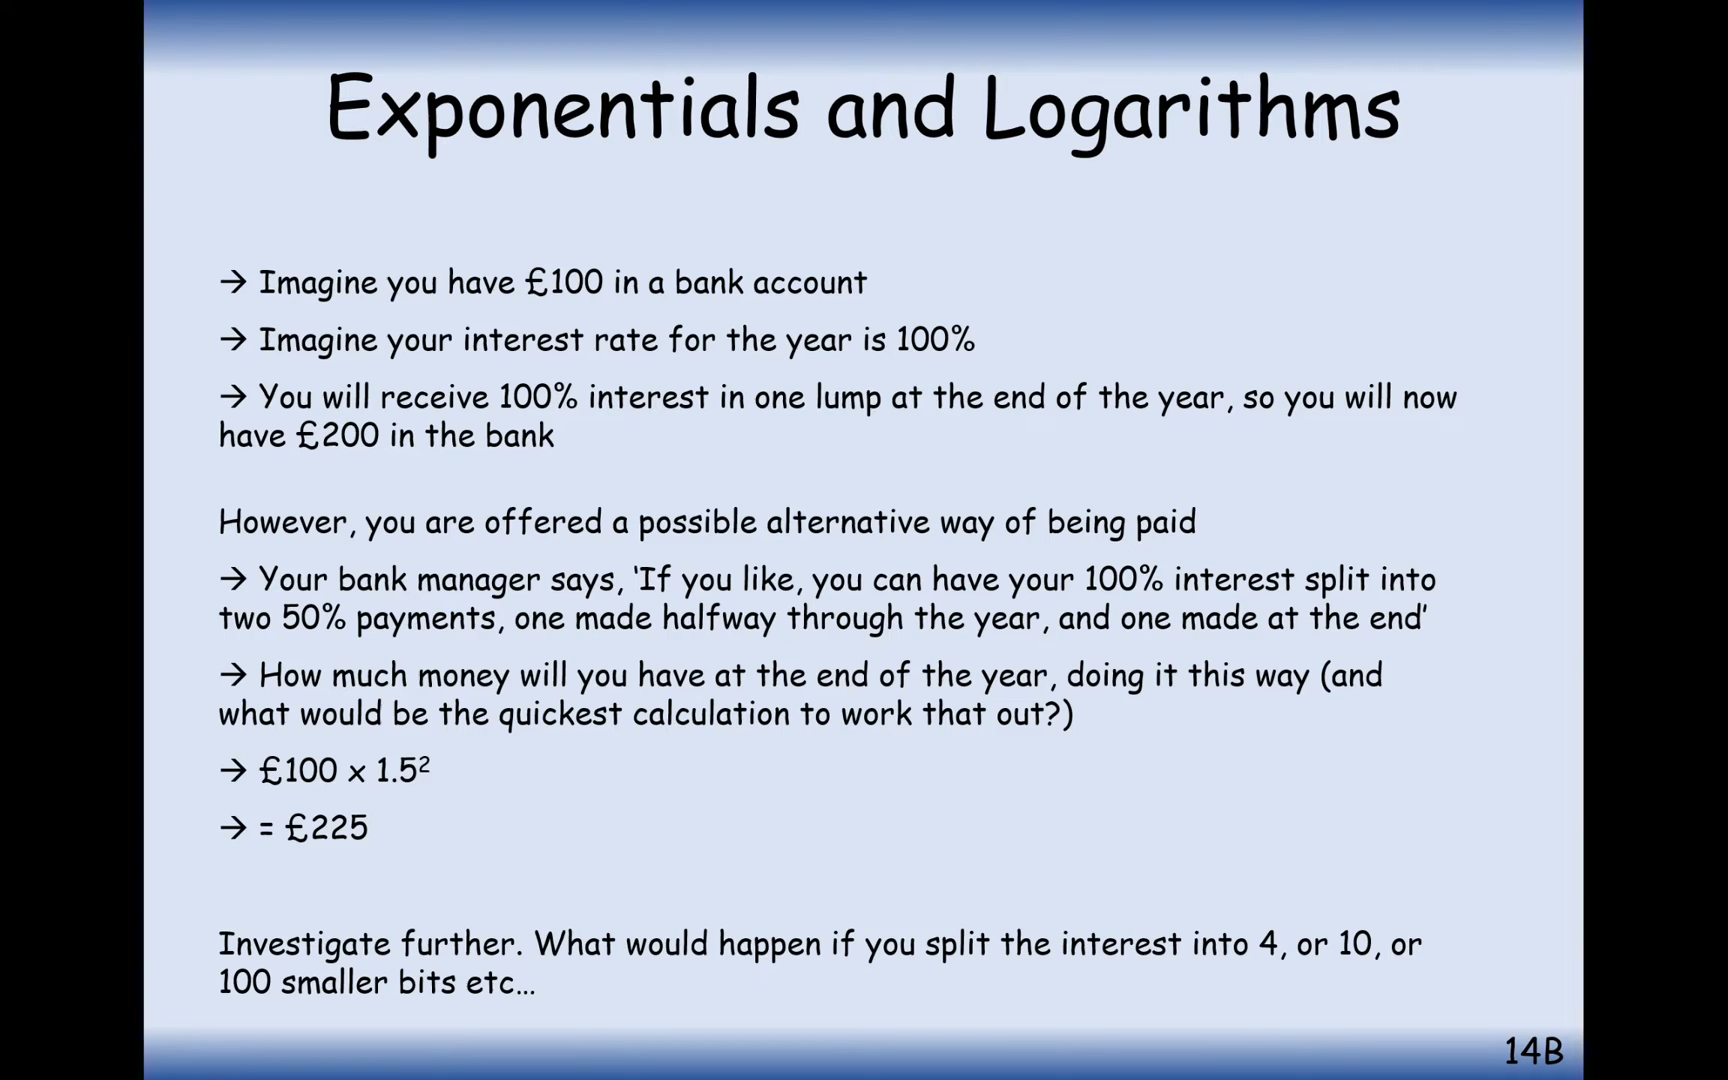 Exponentials and Logarithms
→ Imagine you have £100 in a bank account
→ Imagine your interest rate for the year is 100%
→ You will receive 100% interest in one lump at the end of the year, so you will now
have £200 in the bank
However, you are offered a possible alternative way of being paid
→ Your bank manager says, ‘If you like, you can have your 100% interest split into
two 50% payments, one made halfway through the year, and one made at the end’
→ How much money will you have at the end of the year, doing it this way (and
what would be the quickest calculation to work that out?)
→ £100 x 1.5²
→ = £225
Investigate further. What would happen if you split the interest into 4, or 10, or
100 smaller bits etc…
14B